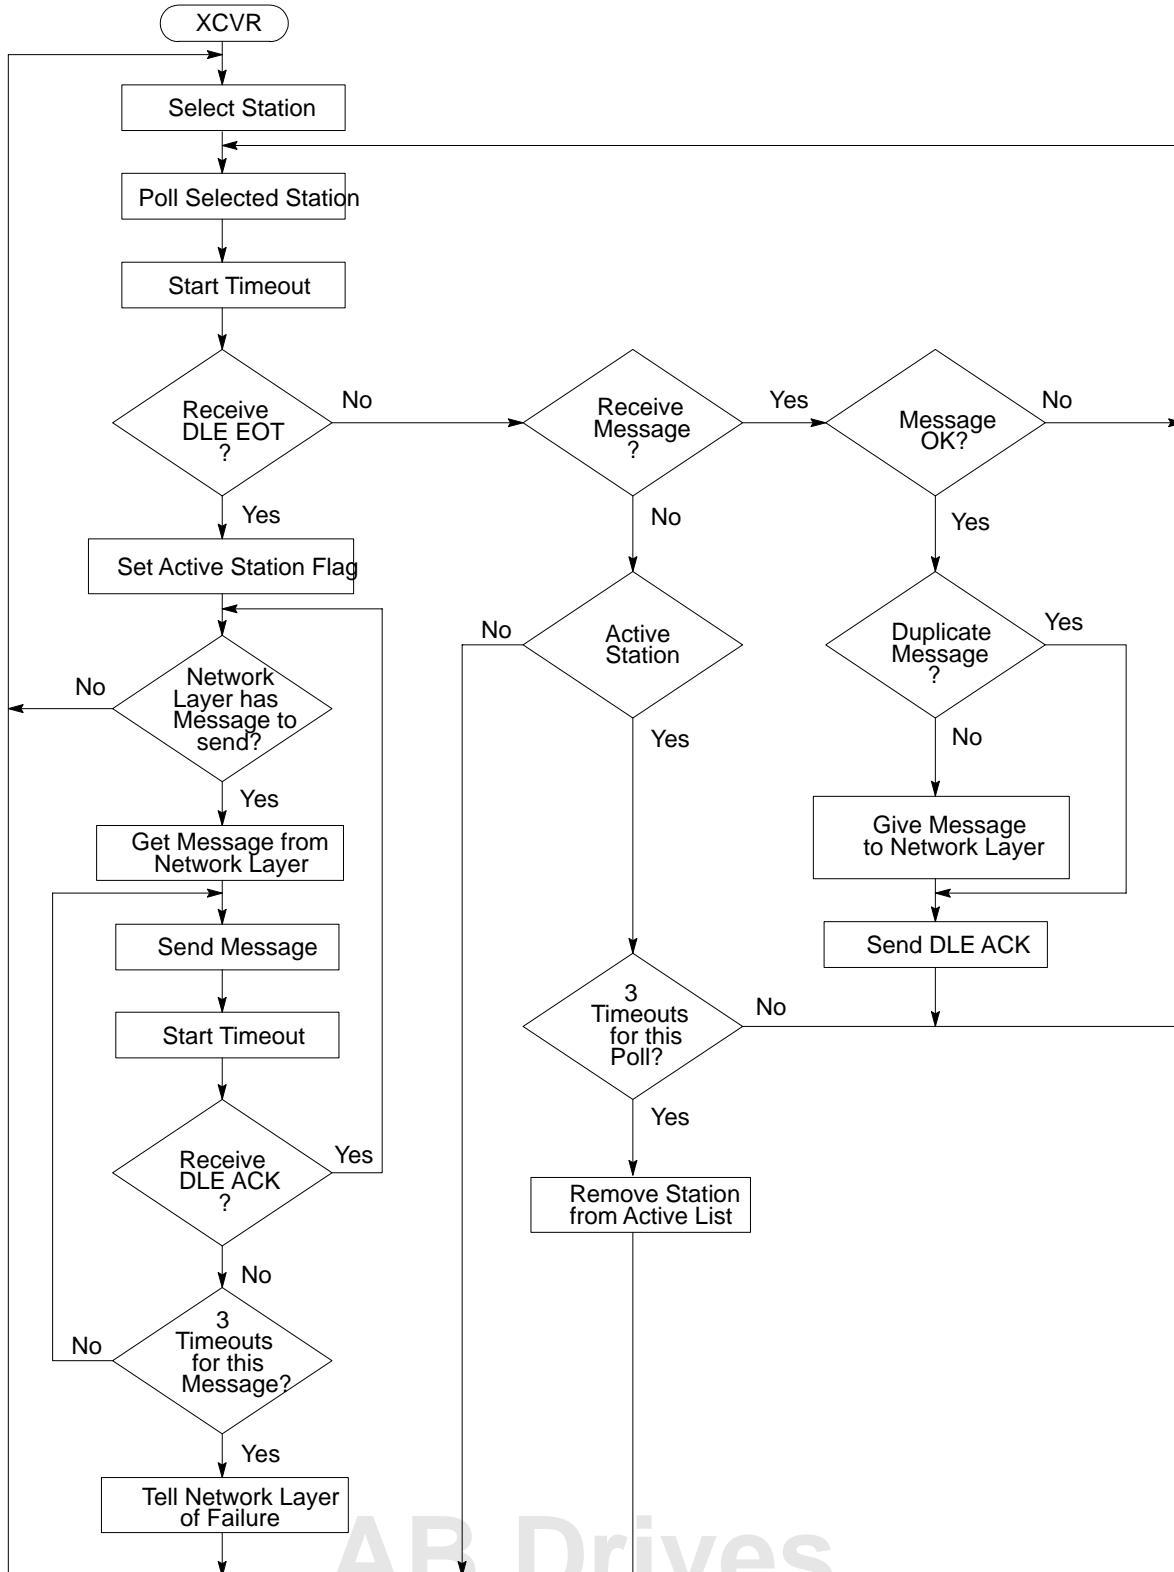 XCVR
Select Station
Poll Selected Station
Start Timeout
Receive
DLE EOT
?
No
Receive
Message
?
Yes
Message
OK?
No
Yes
No
Yes
Set Active Station Flag
No
Active
Station
Duplicate
Message
?
Yes
Network
Layer has
Message to
send?
No
Yes
No
Yes
Get Message from
Network Layer
Give Message
to Network Layer
Send Message
Send DLE ACK
Start Timeout
3
Timeouts
for this
Poll?
No
Yes
Receive
DLE ACK
?
Yes
Remove Station
from Active List
No
3
Timeouts
for this
Message?
No
Yes
Tell Network Layer
of Failure
AB Drives